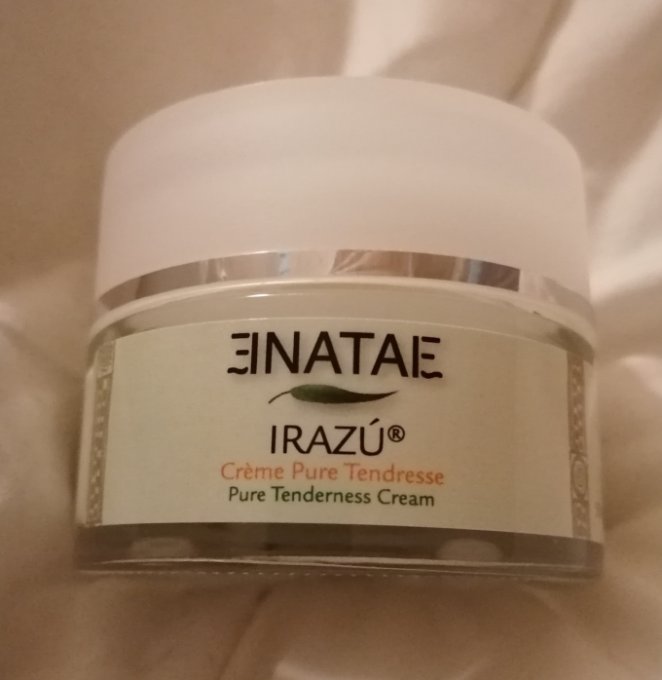 ENATAE
IRAZÚ®
Crème Pure Tendresse
Pure Tenderness Cream